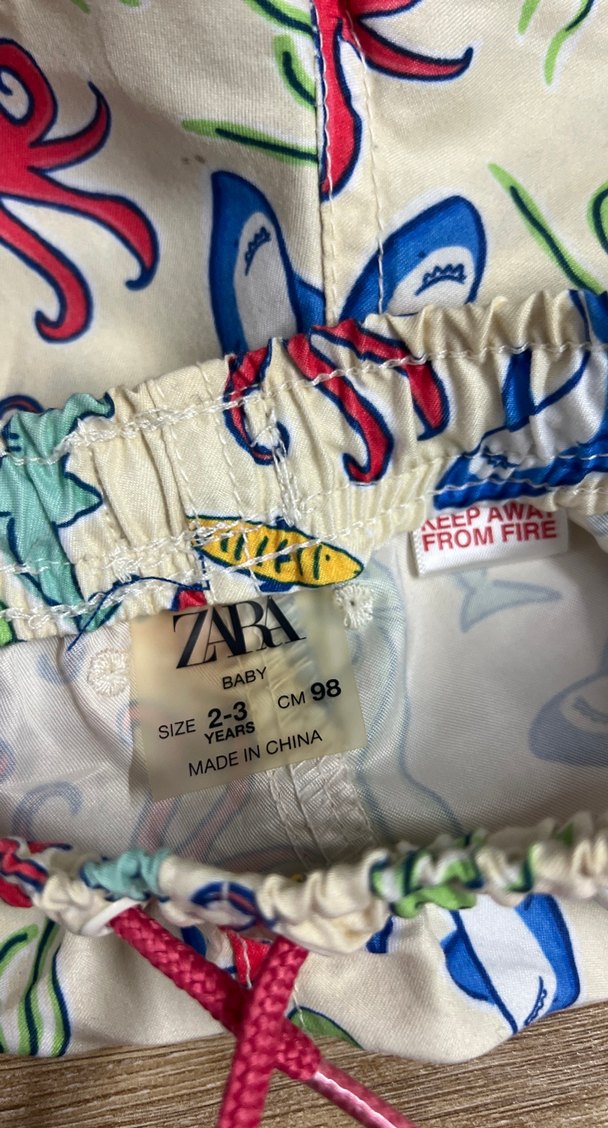 KEEP AWAY
FROM FIRE
ZARA
BABY
SIZE 2-3 YEARS CM 98
MADE IN CHINA